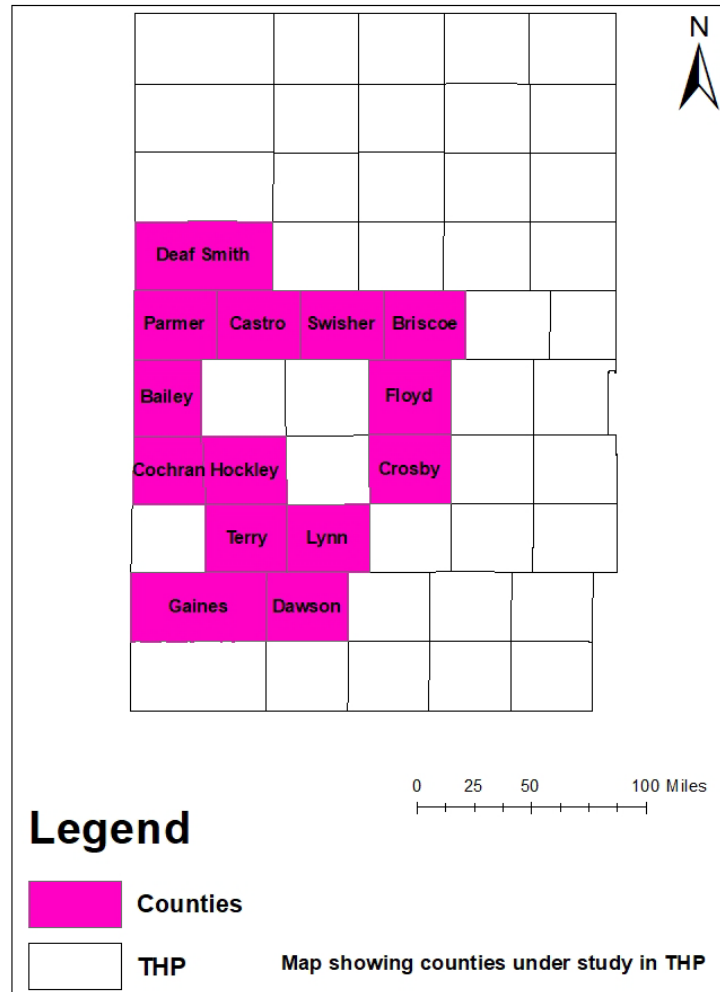 N
Deaf Smith
Parmer Castro Swisher Briscoe
Bailey Floyd
Cochran Hockley Crosby
Terry Lynn
Gaines Dawson
0 25 50 100 Miles
Legend
Counties
THP Map showing counties under study in THP